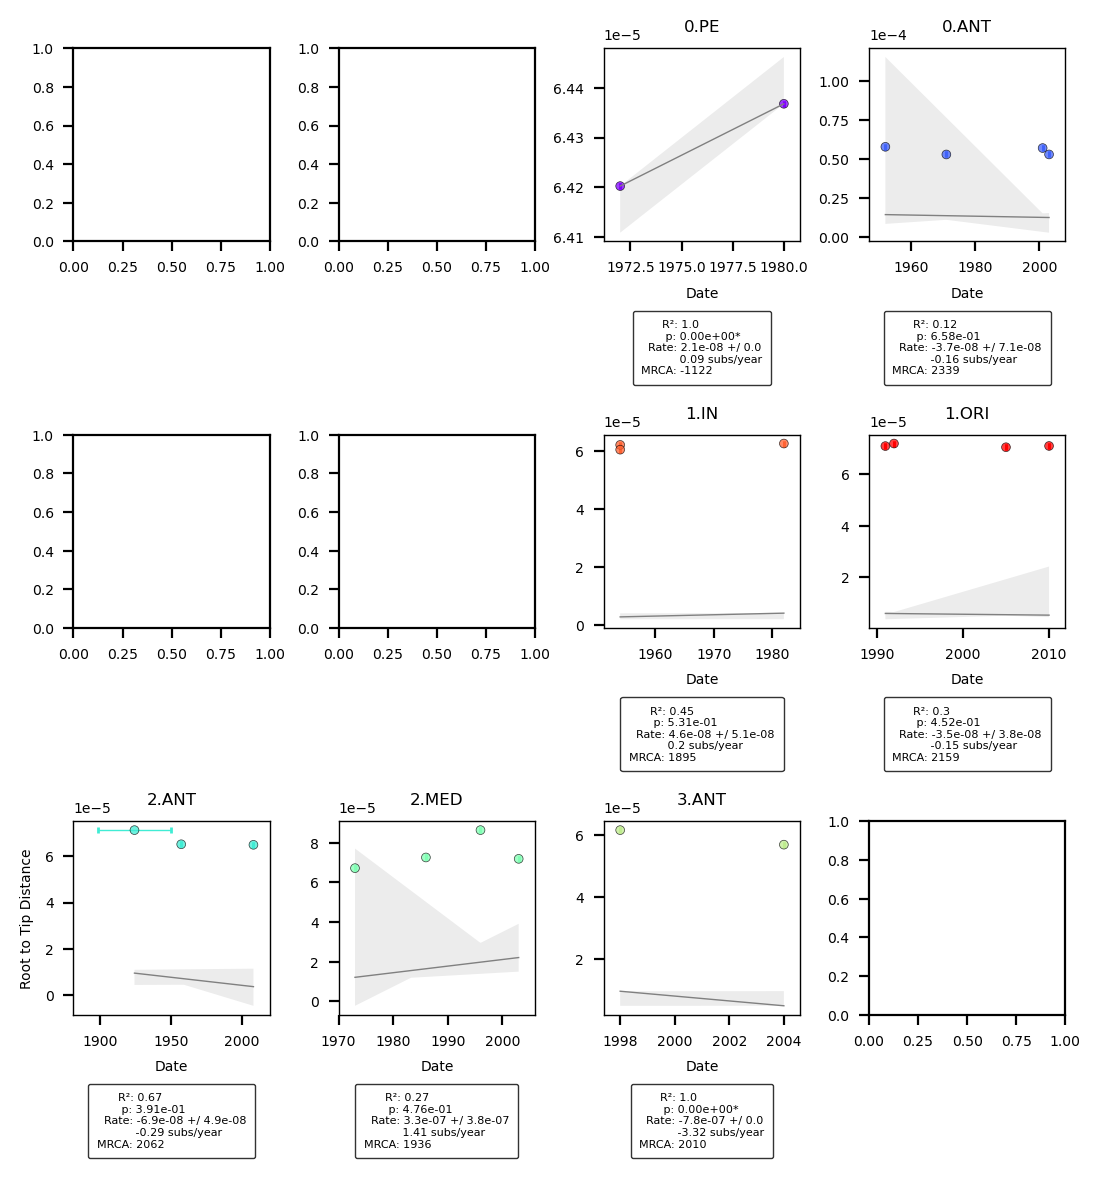 0.PE
0.ANT
1e−5
1e−4
1.0
0.8
0.6
0.4
0.2
0.0
0.00 0.25 0.50 0.75 1.00
1.0
0.8
0.6
0.4
0.2
0.0
0.00 0.25 0.50 0.75 1.00
6.44
6.43
6.42
6.41
1972.5 1975.0 1977.5 1980.0
Date
R²: 1.0
p: 0.00e+00*
Rate: 2.1e-08 +/ 0.0
0.09 subs/year
MRCA: -1122
1.00
0.75
0.50
0.25
0.00
1960 1980 2000
Date
R²: 0.12
p: 6.58e-01
Rate: -3.7e-08 +/ 7.1e-08
-0.16 subs/year
MRCA: 2339
1.0
0.8
0.6
0.4
0.2
0.0
0.00 0.25 0.50 0.75 1.00
1.0
0.8
0.6
0.4
0.2
0.0
0.00 0.25 0.50 0.75 1.00
1.IN
1e−5
6
4
2
0
1960 1970 1980
Date
R²: 0.45
p: 5.31e-01
Rate: 4.6e-08 +/ 5.1e-08
0.2 subs/year
MRCA: 1895
1.ORI
1e−5
6
4
2
1990 2000 2010
Date
R²: 0.3
p: 4.52e-01
Rate: -3.5e-08 +/ 3.8e-08
-0.15 subs/year
MRCA: 2159
2.ANT
1e−5
Root to Tip Distance
6
4
2
0
1900 1950 2000
Date
R²: 0.67
p: 3.91e-01
Rate: -6.9e-08 +/ 4.9e-08
-0.29 subs/year
MRCA: 2062
2.MED
1e−5
8
6
4
2
0
1970 1980 1990 2000
Date
R²: 0.27
p: 4.76e-01
Rate: 3.3e-07 +/ 3.8e-07
1.41 subs/year
MRCA: 1936
3.ANT
1e−5
6
4
2
1998 2000 2002 2004
Date
R²: 1.0
p: 0.00e+00*
Rate: -7.8e-07 +/ 0.0
-3.32 subs/year
MRCA: 2010
1.0
0.8
0.6
0.4
0.2
0.0
0.00 0.25 0.50 0.75 1.00